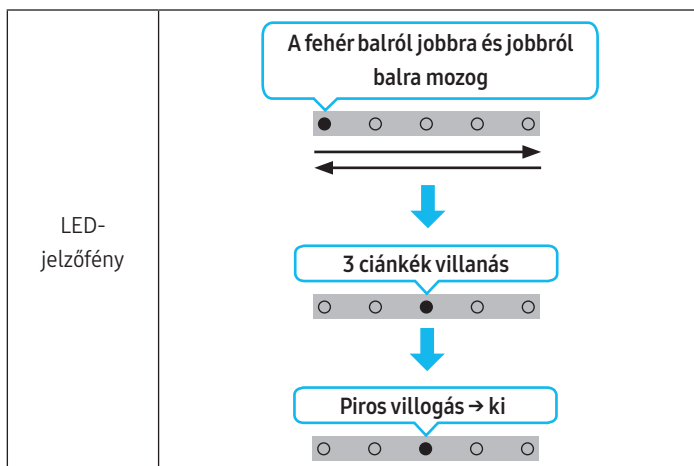 A fehér balról jobbra és jobbról
balra mozog
LED-
jelzőfény
3 ciánkék villanás
Piros villogás → ki